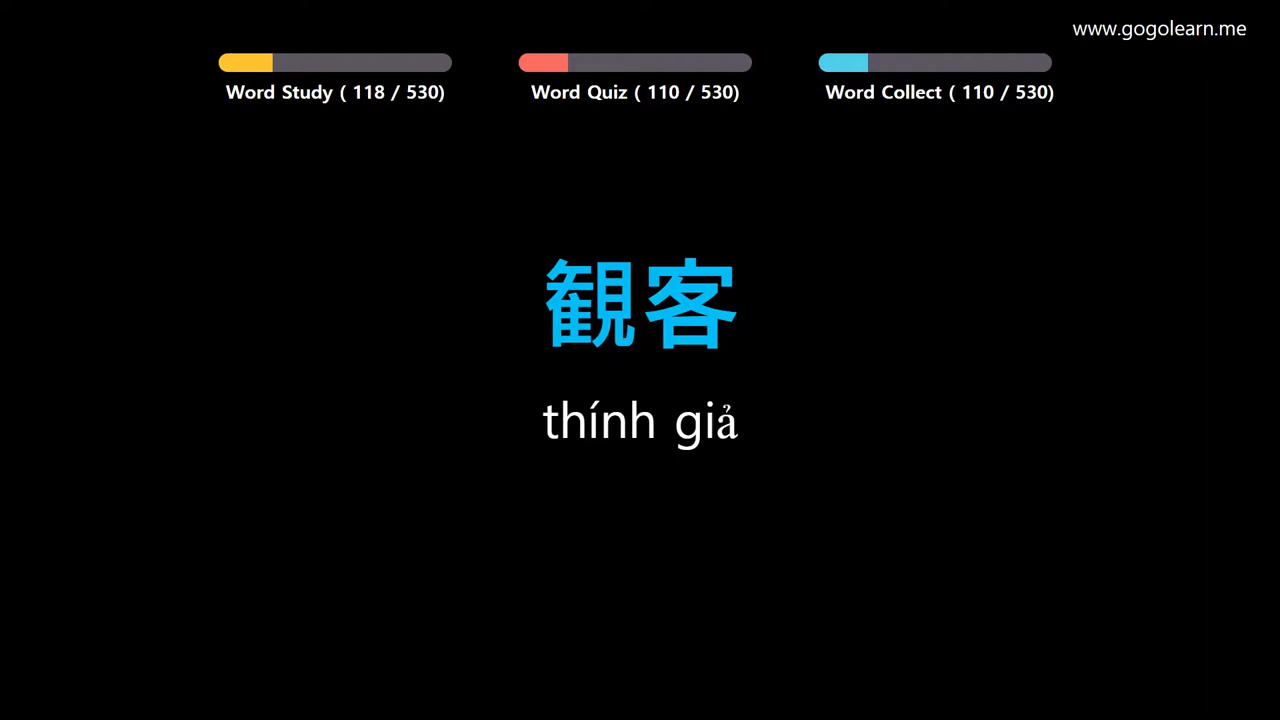 www.gogolearn.me
Word Study ( 118 / 530)
Word Quiz ( 110 / 530)
Word Collect ( 110 / 530)
観客
thính giả